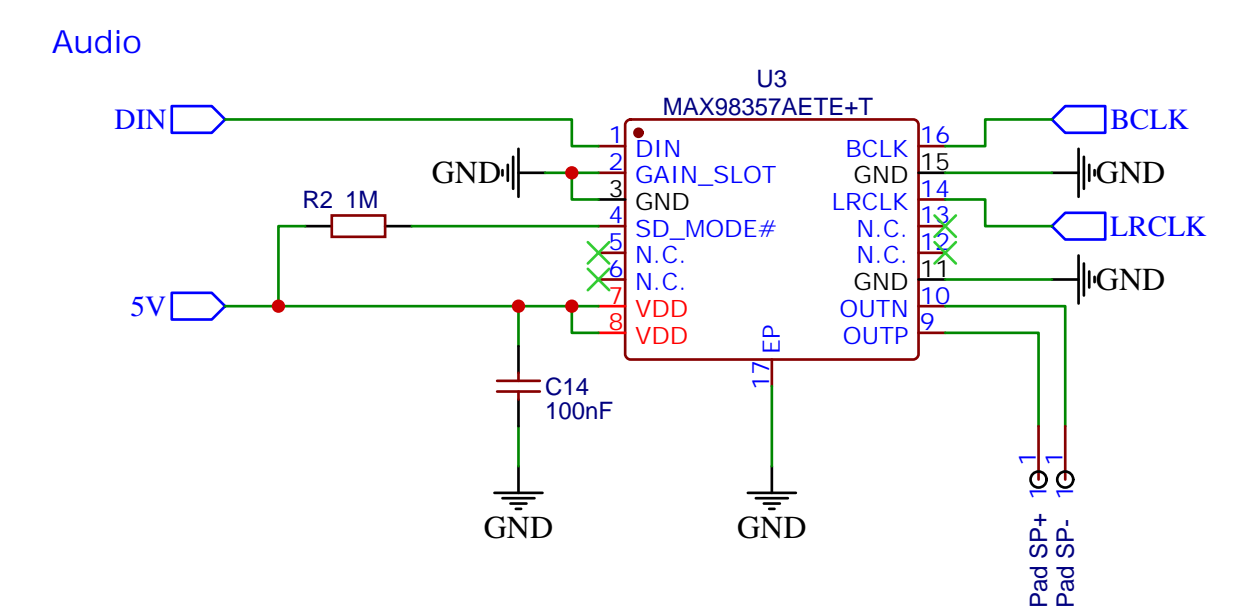 Audio
U3
MAX98357AETE+T
DIN
BCLK
1
DIN
BCLK
16
GND
2
GAIN_SLOT
GND
15
GND
3
GND
LRCLK
14
R2 1M
4
SD_MODE#
N.C.
13
LRCLK
5
N.C.
N.C.
12
6
N.C.
GND
11
GND
5V
7
VDD
OUTN
10
8
VDD
OUTP
9
EP
17
C14
100nF
GND
GND
1
1
1
1
Pad SP+
Pad SP-